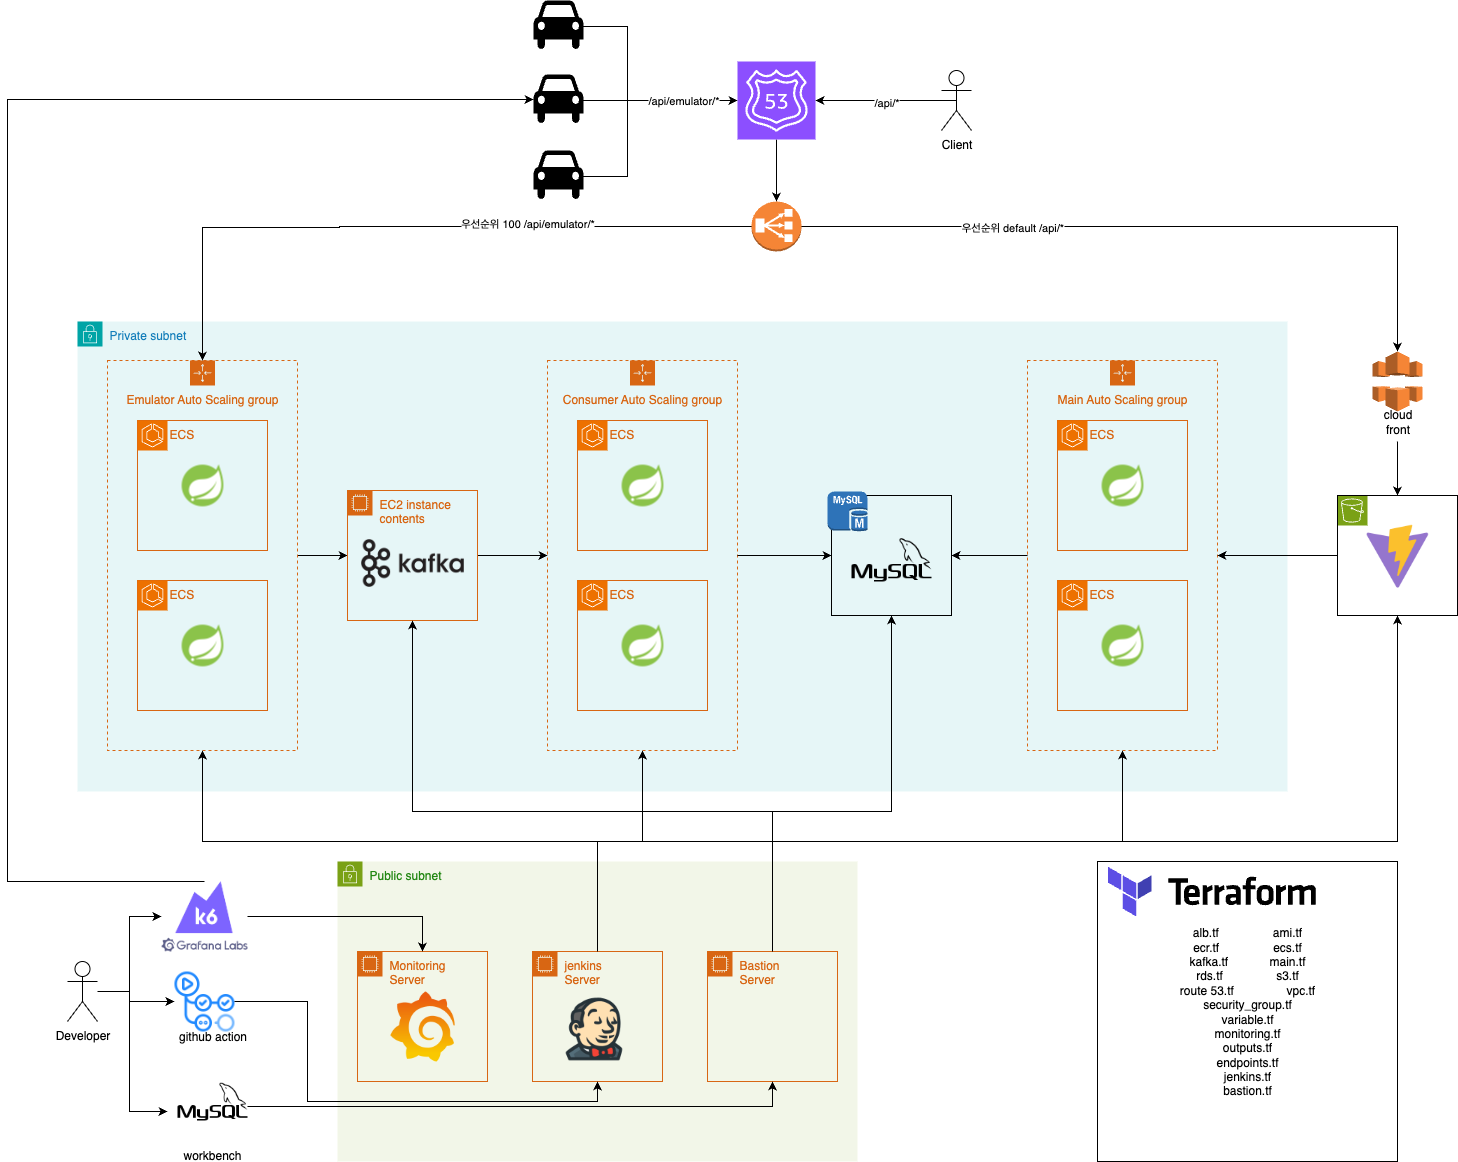 /api/emulator/*
53
/api/*
Client
우선순위 100 /api/emulator/*
우선순위 default /api/*
Private subnet
Emulator Auto Scaling group
Consumer Auto Scaling group
Main Auto Scaling group
cloud
front
ECS
ECS
ECS
EC2 instance
contents
kafka
MySQL
M
MySQL
ECS
ECS
ECS
Public subnet
k6
Grafana Labs
Monitoring
Server
jenkins
Server
Bastion
Server
Developer
github action
MySQL
workbench
Terraform
alb.tf ami.tf
ecr.tf ecs.tf
kafka.tf main.tf
rds.tf s3.tf
route 53.tf vpc.tf
security_group.tf
variable.tf
monitoring.tf
outputs.tf
endpoints.tf
jenkins.tf
bastion.tf